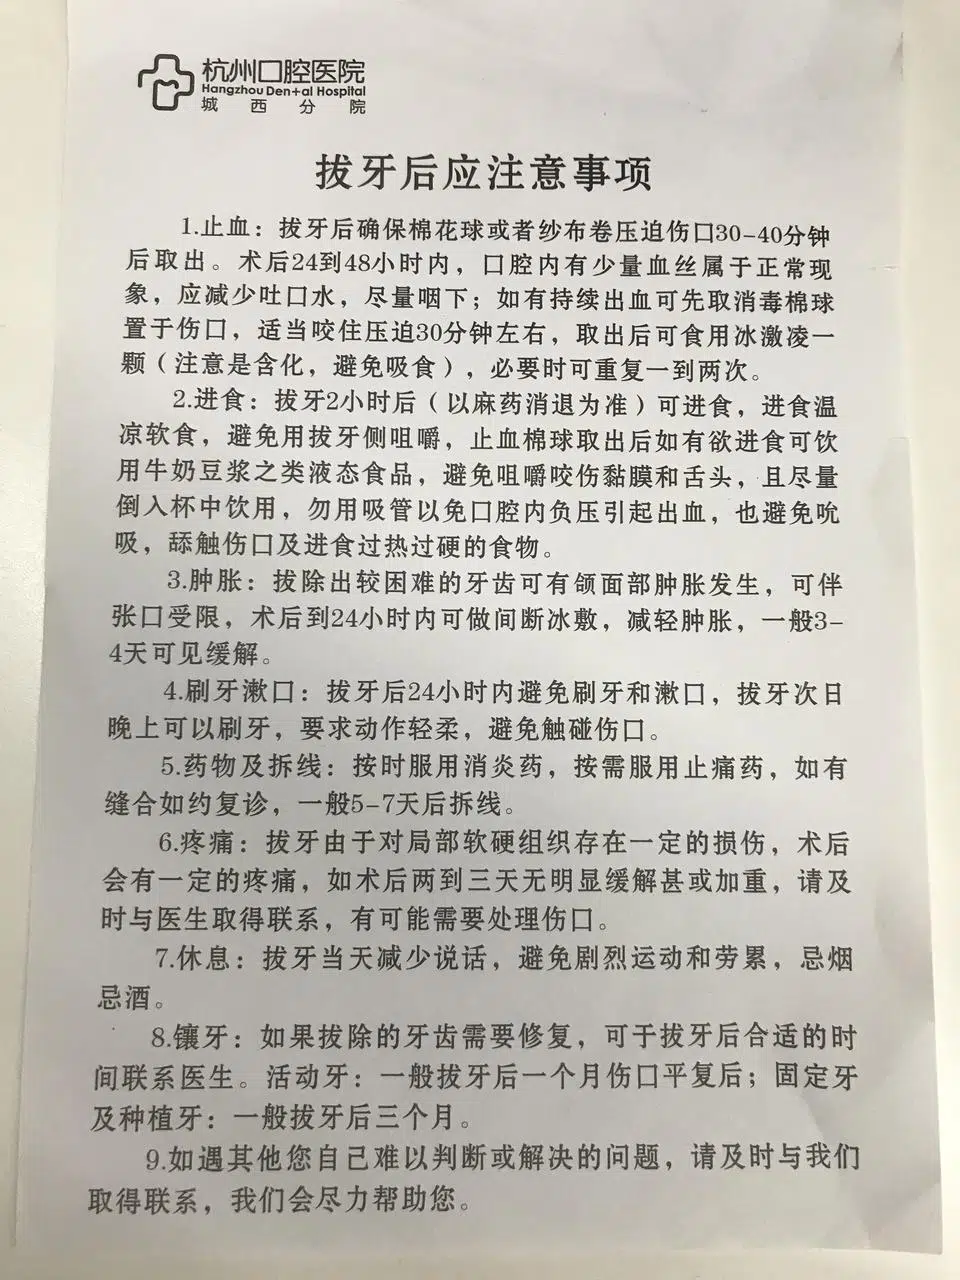 杭州口腔医院
Hangzhou Den+al Hospital
城西分院
拔牙后应注意事项
1.止血：拔牙后确保棉花球或者纱布卷压迫伤口30-40分钟
后取出。术后24到48小时内，口腔内有少量血丝属于正常现
象，应减少吐口水，尽量咽下；如有持续出血可先取消毒棉球
置于伤口，适当咬住压迫30分钟左右，取出后可食用冰激凌一
颗（注意是含化，避免吸食），必要时可重复一到两次。
2.进食：拔牙2小时后（以麻药消退为准）可进食，进食温
凉软食，避免用拔牙侧咀嚼，止血棉球取出后如有欲进食可饮
用牛奶豆浆之类液态食品，避免咀嚼咬伤黏膜和舌头，且尽量
倒入杯中饮用，勿用吸管以免口腔内负压引起出血，也避免吮
吸，舔触伤口及进食过热过硬的食物。
3.肿胀：拔除出较困难的牙齿可有颌面部肿胀发生，可伴
张口受限，术后到24小时内可做间断冰敷，减轻肿胀，一般3-
4天可见缓解。
4.刷牙漱口：拔牙后24小时内避免刷牙和漱口，拔牙次日
晚上可以刷牙，要求动作轻柔，避免触碰伤口。
5.药物及拆线：按时服用消炎药，按需服用止痛药，如有
缝合如约复诊，一般5-7天后拆线。
6.疼痛：拔牙由于对局部软硬组织存在一定的损伤，术后
会有一定的疼痛，如术后两到三天无明显缓解甚或加重，请及
时与医生取得联系，有可能需要处理伤口。
7.休息：拔牙当天减少说话，避免剧烈运动和劳累，忌烟
忌酒。
8.镶牙：如果拔除的牙齿需要修复，可于拔牙后合适的时
间联系医生。活动牙：一般拔牙后一个月伤口平复后；固定牙
及种植牙：一般拔牙后三个月。
9.如遇其他您自己难以判断或解决的问题，请及时与我们
取得联系，我们会尽力帮助您。